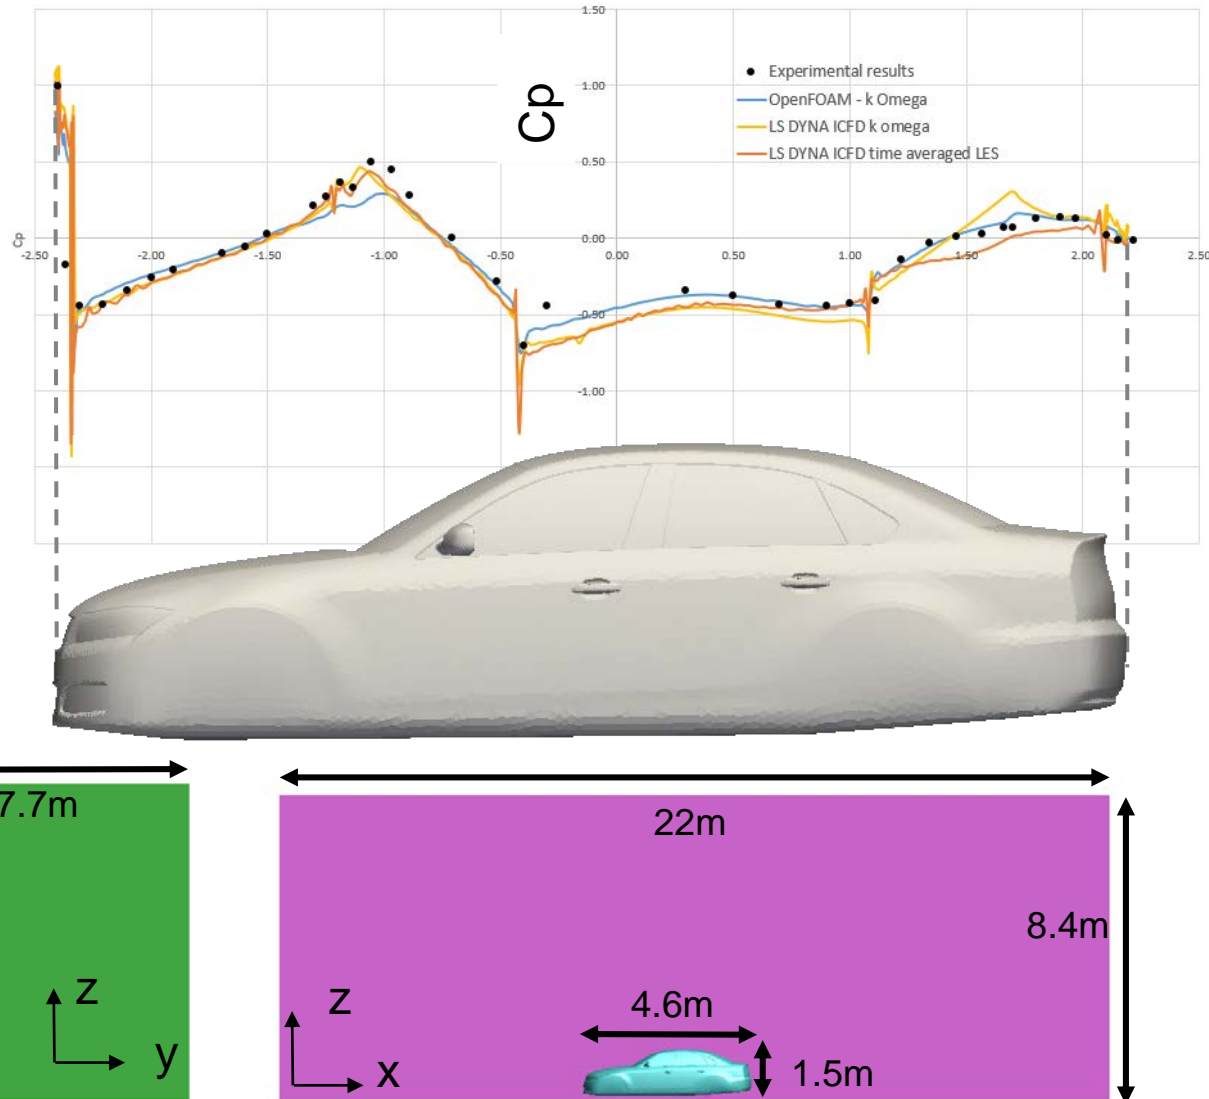 1.50
Experimental results
1.00
OpenFOAM - k Omega
LS DYNA ICFD k omega
LS DYNA ICFD time averaged LES
Cp
0.50
Cp
0.00
-2.50 -2.00 -1.50 -1.00 -0.50 0.00 0.50 1.00 1.50 2.00 2.50
-0.50
-1.00
7.7m
22m
8.4m
z
y
z
x
4.6m
1.5m